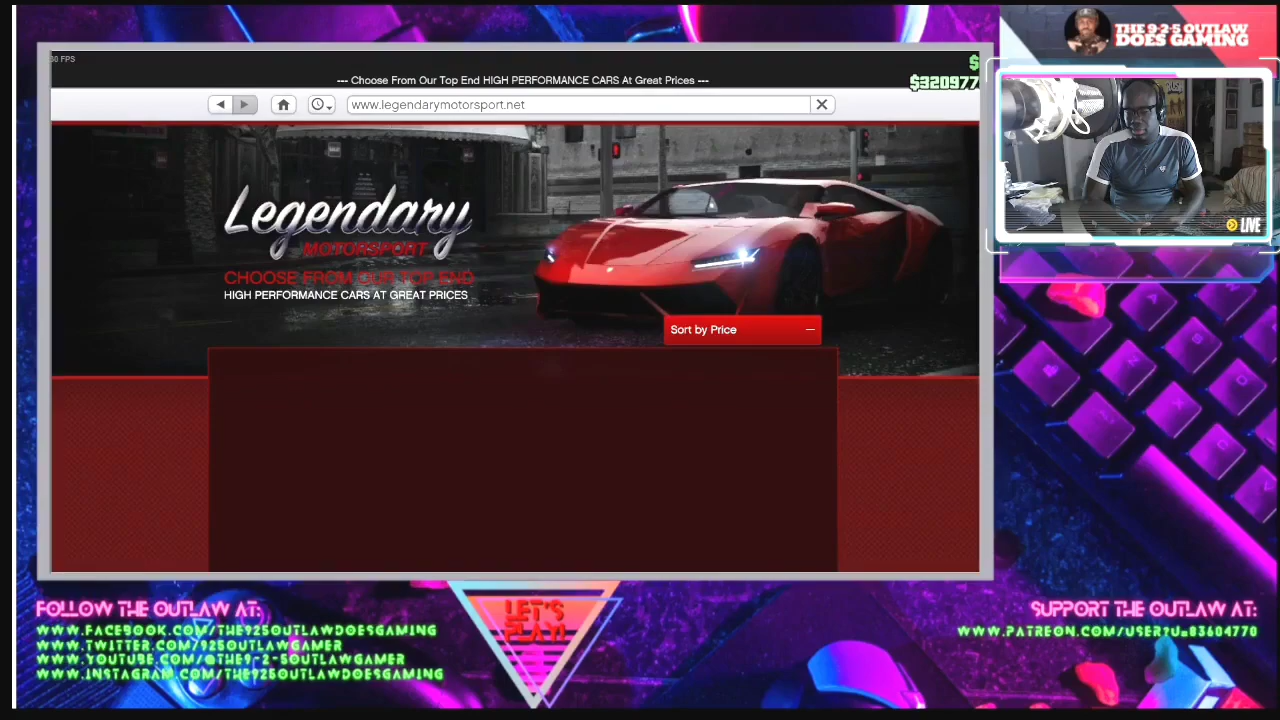 30 FPS
--- Choose From Our Top End HIGH PERFORMANCE CARS At Great Prices ---
$
$320977
www.legendarymotorsport.net
Legendary
MOTORSPORT
CHOOSE FROM OUR TOP END
HIGH PERFORMANCE CARS AT GREAT PRICES
Sort by Price
THE 9-2-5 OUTLAW
DOES GAMING
LIVE
FOLLOW THE OUTLAW AT:
WWW.FACEBOOK.COM/THE925OUTLAWDOESGAMING
WWW.TWITTER.COM/925OUTLAWGAMER
WWW.YOUTUBE.COM/@THE9-2-5OUTLAWGAMER
WWW.INSTAGRAM.COM/THE925OUTLAWDOESGAMING
LET'S
PLAY!
SUPPORT THE OUTLAW AT:
WWW.PATREON.COM/USER?U=83604770